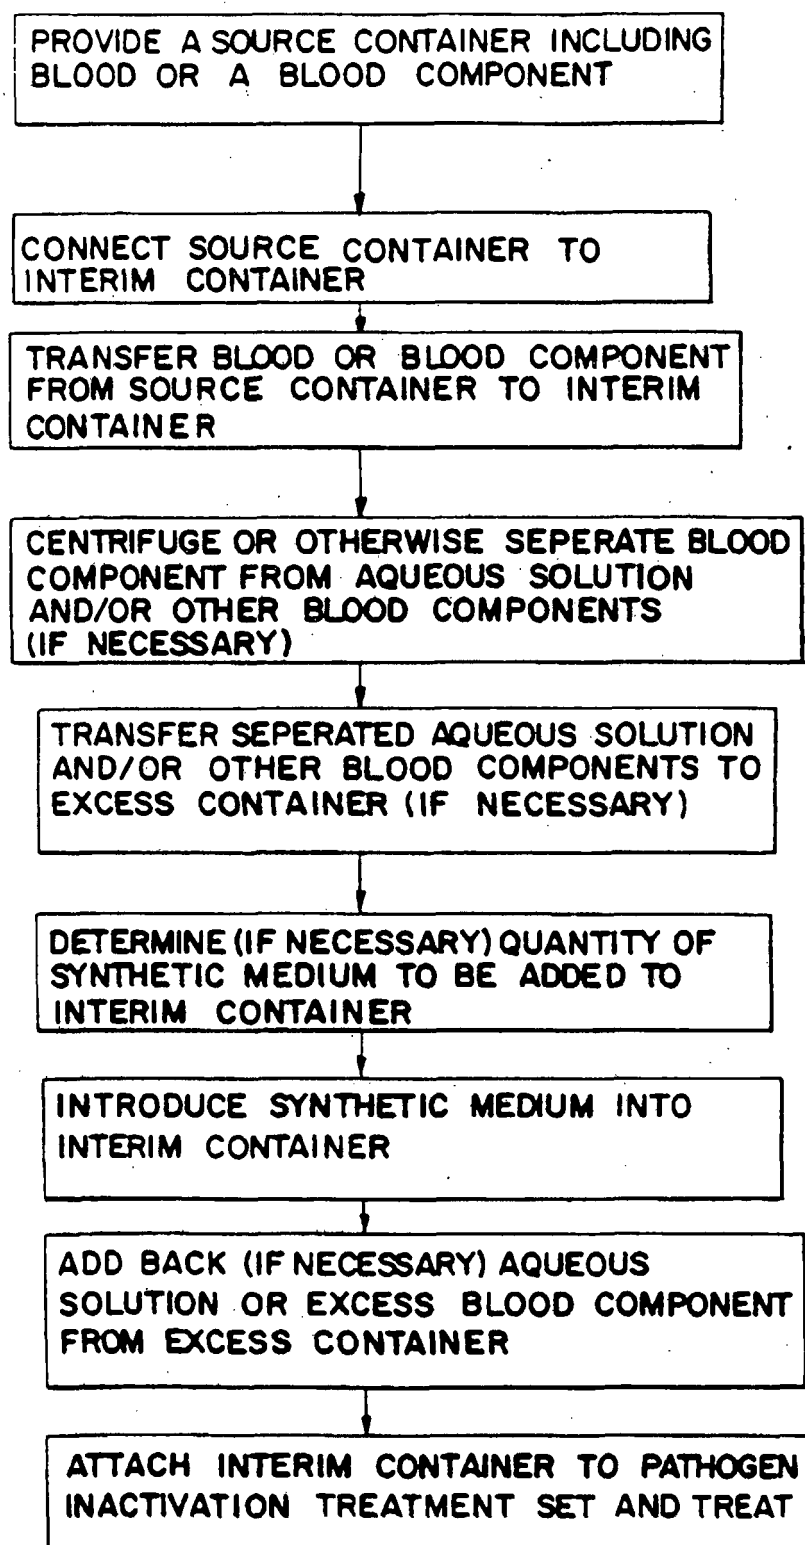 PROVIDE A SOURCE CONTAINER INCLUDING
BLOOD OR A BLOOD COMPONENT
CONNECT SOURCE CONTAINER TO
INTERIM CONTAINER
TRANSFER BLOOD OR BLOOD COMPONENT
FROM SOURCE CONTAINER TO INTERIM
CONTAINER
CENTRIFUGE OR OTHERWISE SEPERATE BLOOD
COMPONENT FROM AQUEOUS SOLUTION
AND/OR OTHER BLOOD COMPONENTS
(IF NECESSARY)
TRANSFER SEPERATED AQUEOUS SOLUTION
AND/OR OTHER BLOOD COMPONENTS TO
EXCESS CONTAINER (IF NECESSARY)
DETERMINE (IF NECESSARY) QUANTITY OF
SYNTHETIC MEDIUM TO BE ADDED TO
INTERIM CONTAINER
INTRODUCE SYNTHETIC MEDIUM INTO
INTERIM CONTAINER
ADD BACK (IF NECESSARY) AQUEOUS
SOLUTION OR EXCESS BLOOD COMPONENT
FROM EXCESS CONTAINER
ATTACH INTERIM CONTAINER TO PATHOGEN
INACTIVATION TREATMENT SET AND TREAT